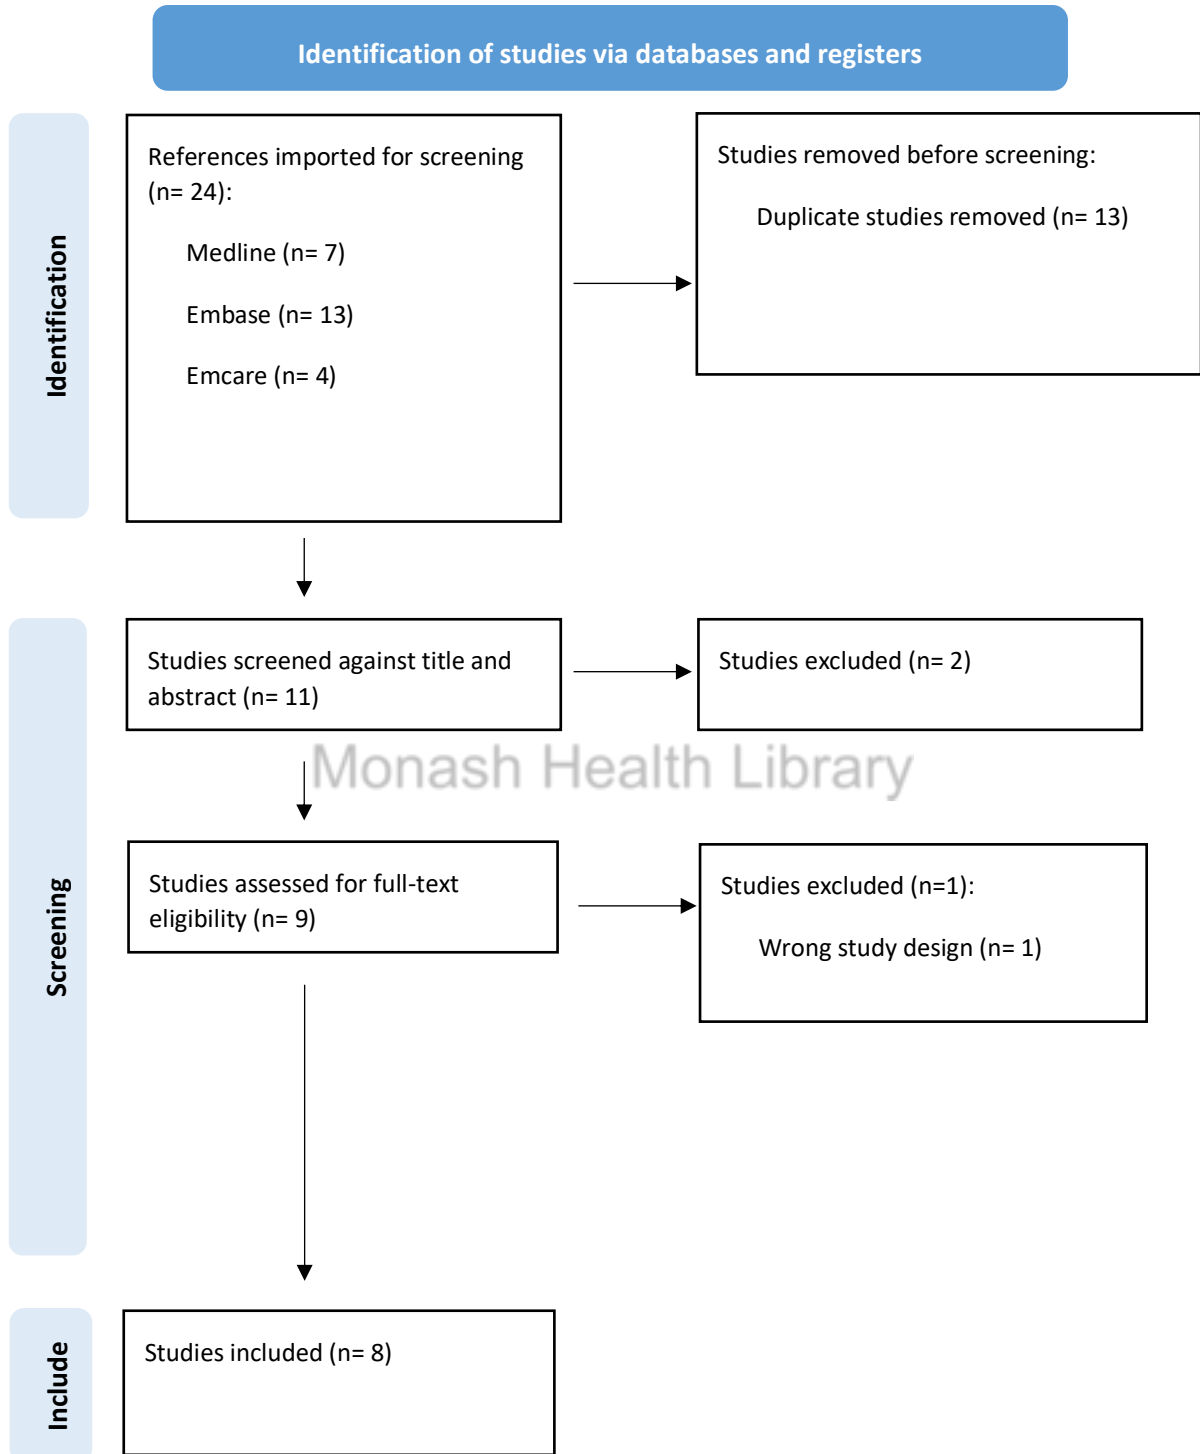 Identification of studies via databases and registers
Identification
References imported for screening
(n= 24):
Medline (n= 7)
Embase (n= 13)
Emcare (n= 4)
Studies removed before screening:
Duplicate studies removed (n= 13)
Screening
Studies screened against title and
abstract (n= 11)
Studies excluded (n= 2)
Monash Health Library
Studies assessed for full-text
eligibility (n= 9)
Studies excluded (n=1):
Wrong study design (n= 1)
Include
Studies included (n= 8)